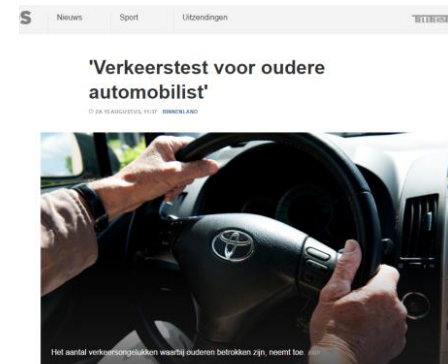 S Nieuws Sport Uitzendingen
'Verkeerstest voor oudere
automobilist'
BINNENLAND
Het aantal verkeersongelukken waarbij ouderen betrokken zijn, neemt toe.